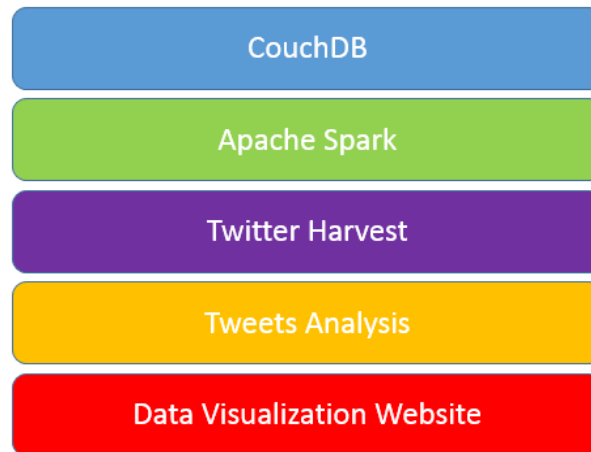 CouchDB
Apache Spark
Twitter Harvest
Tweets Analysis
Data Visualization Website